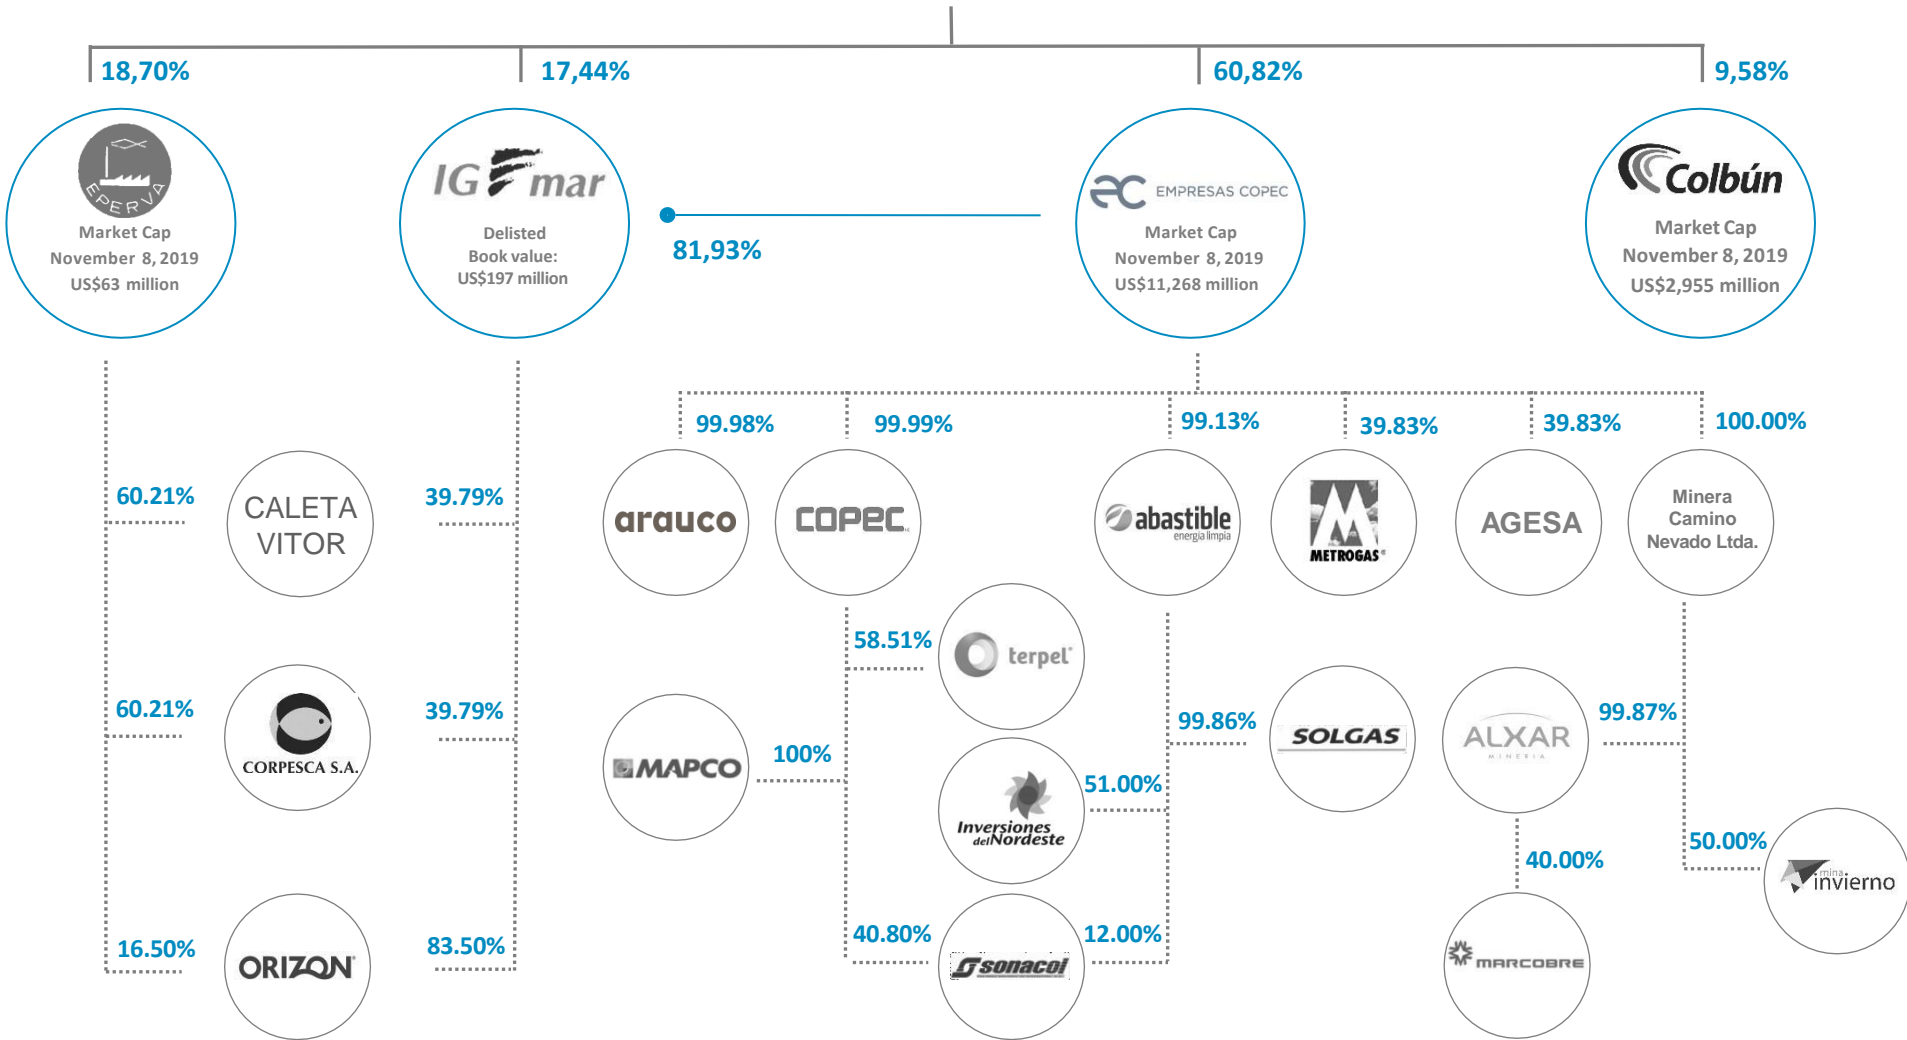 18,70%
17,44%
60,82%
9,58%
EPERVA
Market Cap
November 8, 2019
US$63 million
IG mar
Delisted
Book value:
US$197 million
81,93%
EC EMPRESAS COPEC
Market Cap
November 8, 2019
US$11,268 million
Colbún
Market Cap
November 8, 2019
US$2,955 million
99.98%
99.99%
99.13%
39.83%
39.83%
100.00%
60.21%
CALETA
VITOR
39.79%
arauco
COPEC
abastible
energía limpia
METROGAS
AGESA
Minera
Camino
Nevado Ltda.
60.21%
CORPESCA S.A.
39.79%
58.51%
terpel
MAPCO
100%
99.86%
SOLGAS
ALXAR
MINERIA
99.87%
Inversiones
delNordeste
51.00%
40.00%
50.00%
mina
invierno
16.50%
ORIZON
83.50%
40.80%
sonacol
12.00%
MARCOBRE